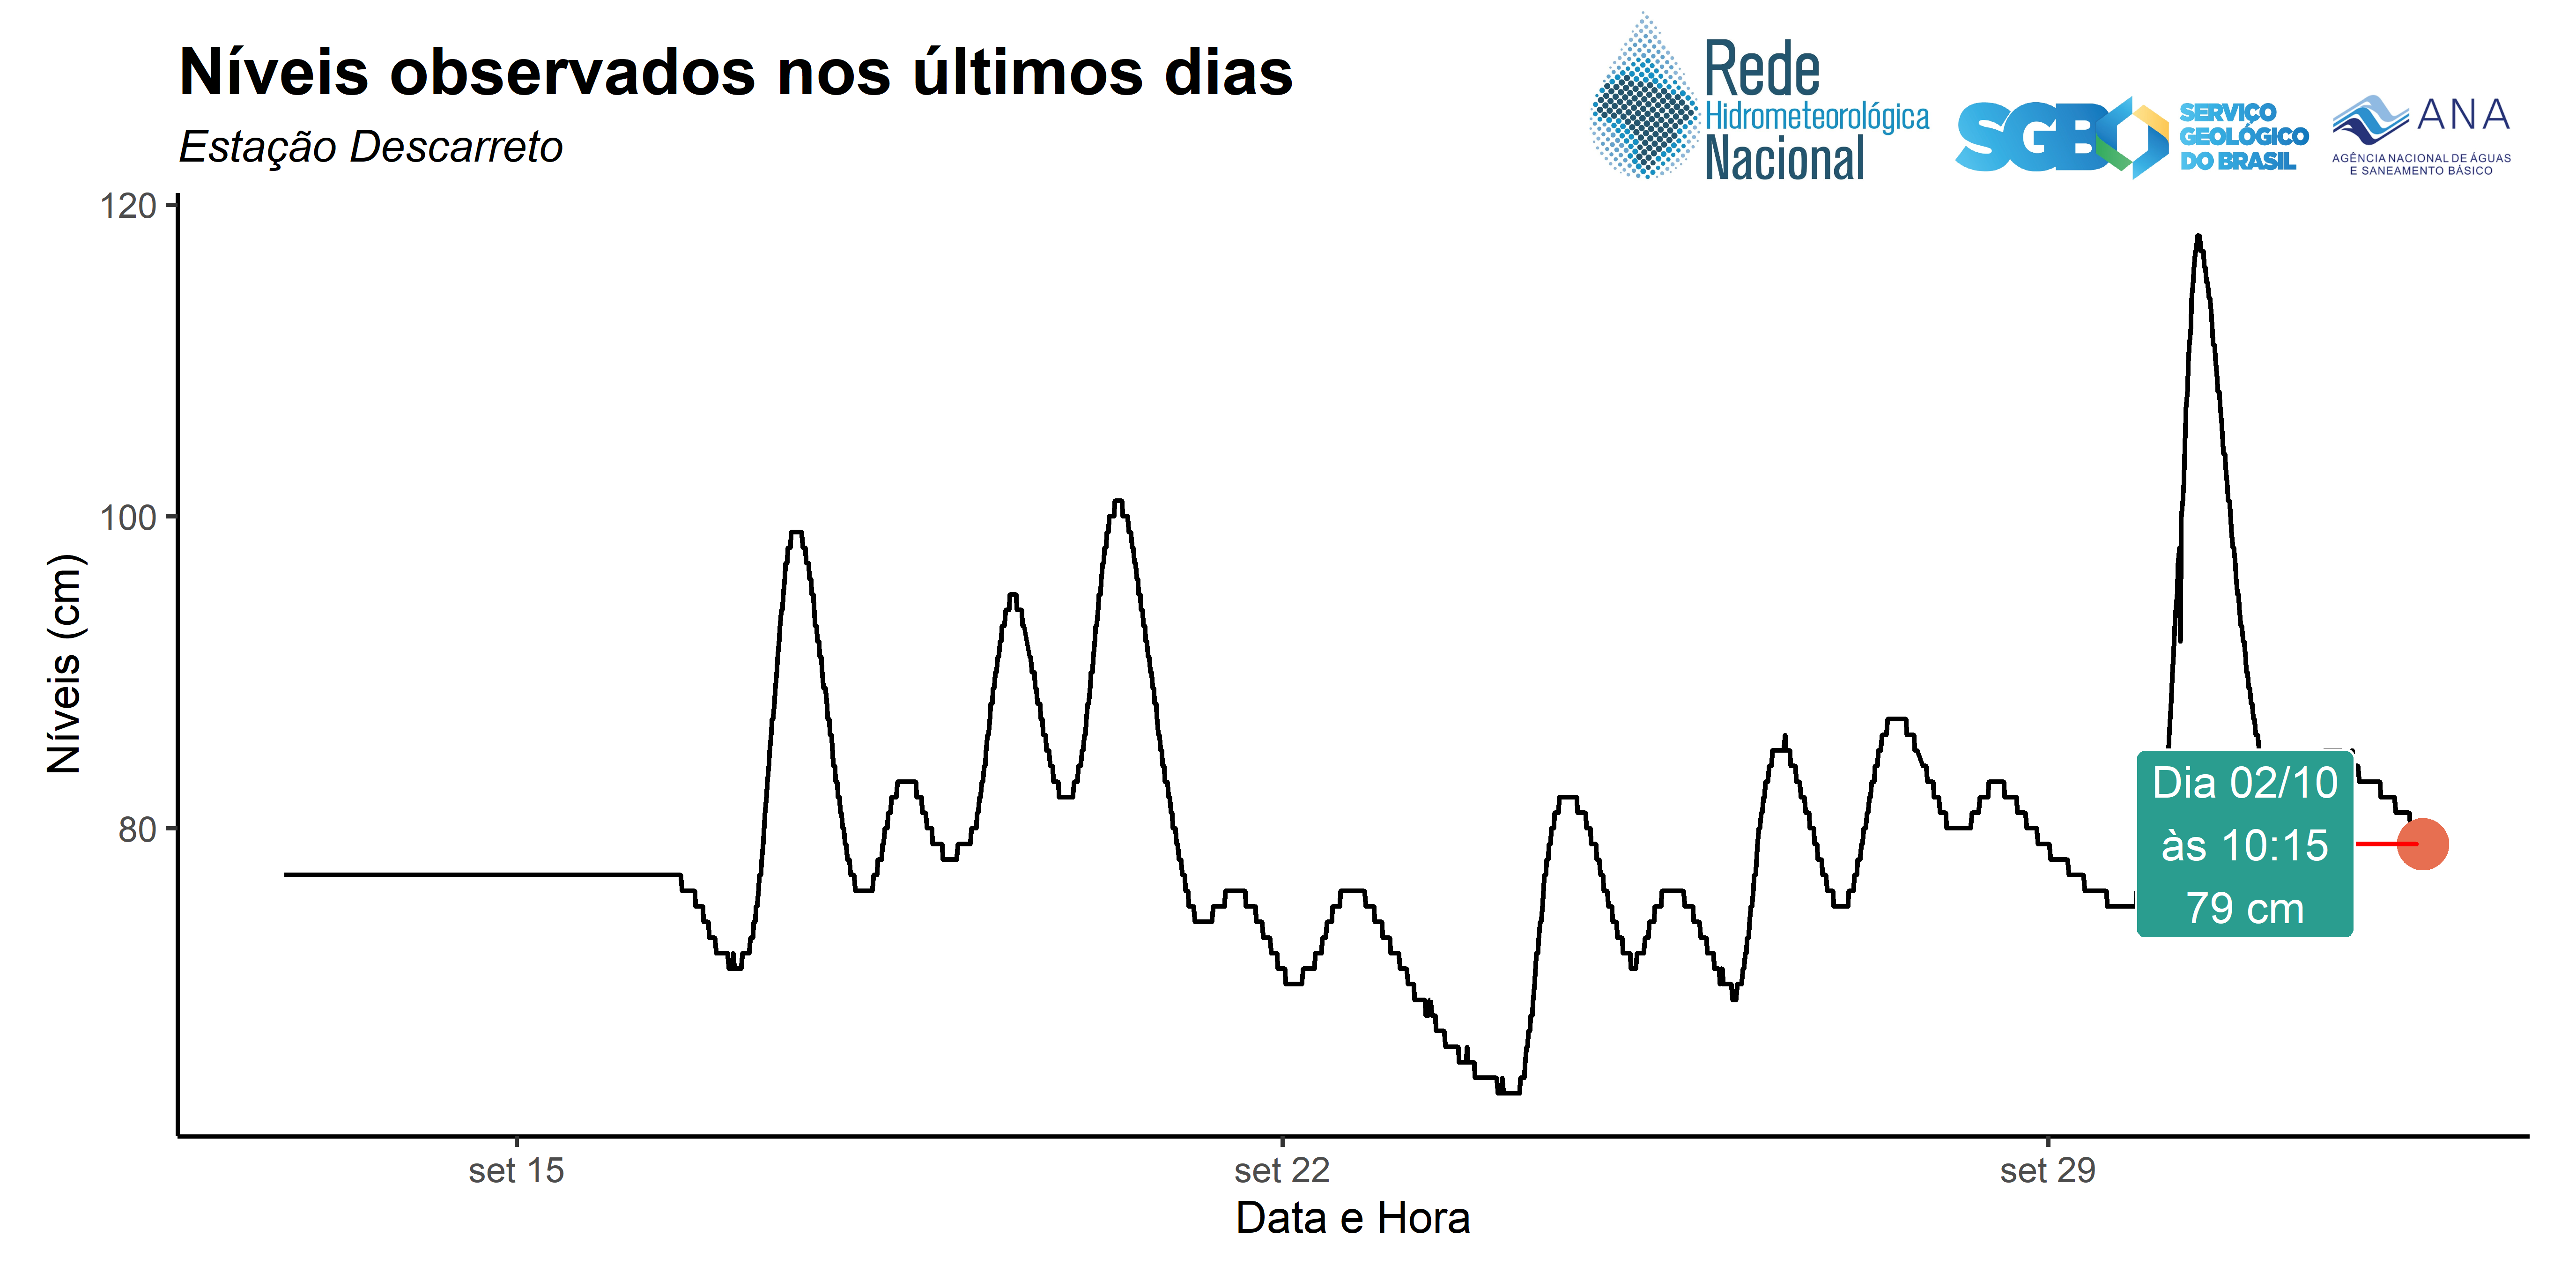 Níveis observados nos últimos dias
Estação Descarreto
Rede
Hidrometeorológica
Nacional
SGB
SERVIÇO
GEOLÓGICO
DO BRASIL
ANA
AGÊNCIA NACIONAL DE ÁGUAS
E SANEAMENTO BÁSICO
120
100
80
Níveis (cm)
Dia 02/10
às 10:15
79 cm
set 15
set 22
set 29
Data e Hora